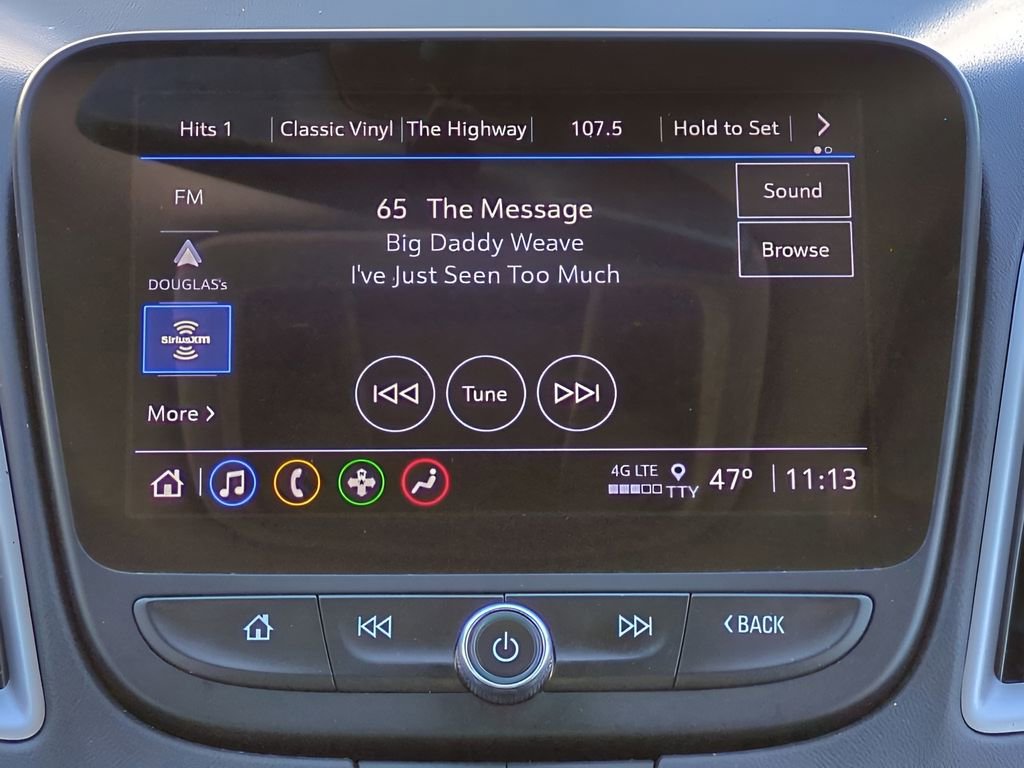 Hits 1 Classic Vinyl The Highway 107.5 Hold to Set
FM
65 The Message
Sound
Big Daddy Weave
Browse
I've Just Seen Too Much
DOUGLAS's
SiriusXM
Tune
More
4G LTE
TTY
47° 11:13
BACK